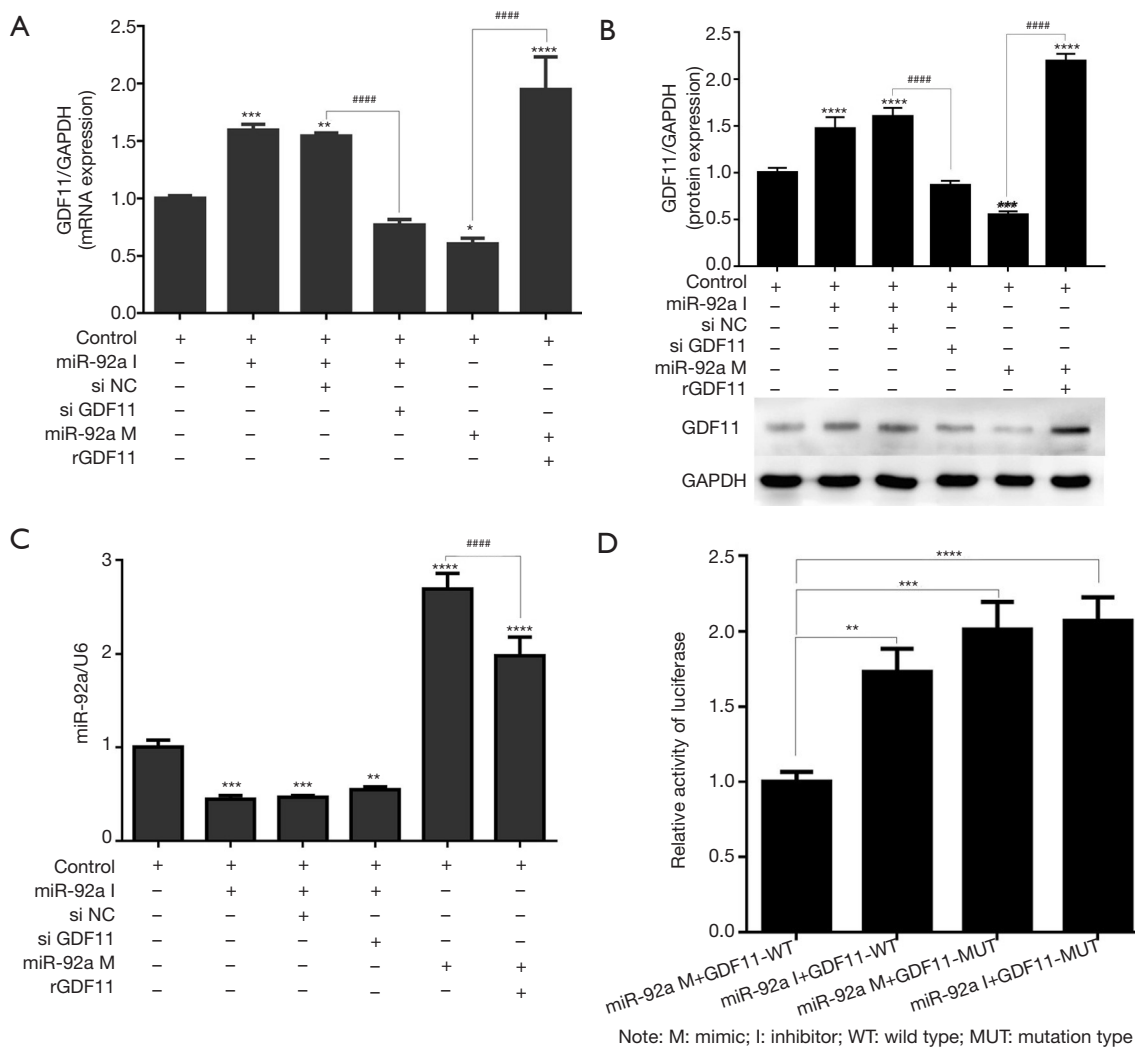 A
####
****
2.5
2.0
***
**
####
1.5
1.0
*
0.5
0.0
GDF11/GAPDH
(mRNA expression)
Control + + + + + +
miR-92a I – + + + – –
si NC – – + – – –
si GDF11 – – – + – –
miR-92a M – – – – + +
rGDF11 – – – – – +
B
####
****
2.5
2.0
####
****
****
1.5
1.0
***
0.5
0.0
GDF11/GAPDH
(protein expression)
Control + + + + + +
miR-92a I – + + + – –
si NC – – + – – –
si GDF11 – – – + – –
miR-92a M – – – – + +
rGDF11 – – – – – +
GDF11
GAPDH
C
####
3
****
****
2
1
***
***
**
0
miR-92a/U6
Control + + + + + +
miR-92a I – + + + – –
si NC – – + – – –
si GDF11 – – – + – –
miR-92a M – – – – + +
rGDF11 – – – – – +
D
****
***
**
2.5
2.0
1.5
1.0
0.5
0.0
Relative activity of luciferase
miR-92a M+GDF11-WT
miR-92a I+GDF11-WT
miR-92a M+GDF11-MUT
miR-92a I+GDF11-MUT
Note: M: mimic; I: inhibitor; WT: wild type; MUT: mutation type